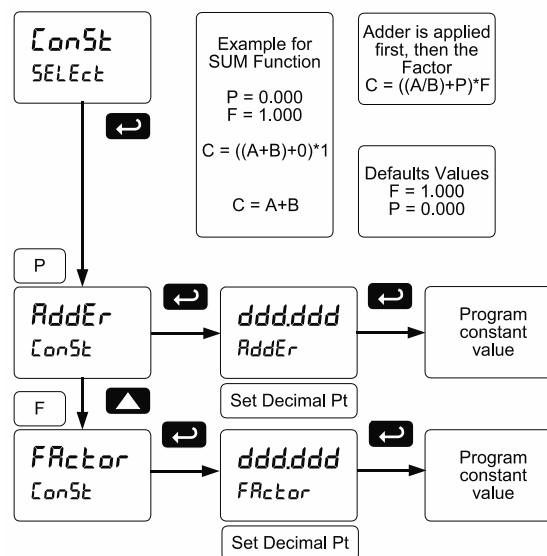 ConSt
SELEct
Example for
SUM Function
P = 0.000
F = 1.000
C = ((A+B)+0)*1
C = A+B
Adder is applied
first, then the
Factor
C = ((A/B)+P)*F
Defaults Values
F = 1.000
P = 0.000
P
AddEr
ConSt
ddd.ddd
AddEr
Program
constant
value
Set Decimal Pt
F
FActor
ConSt
ddd.ddd
FActor
Program
constant
value
Set Decimal Pt